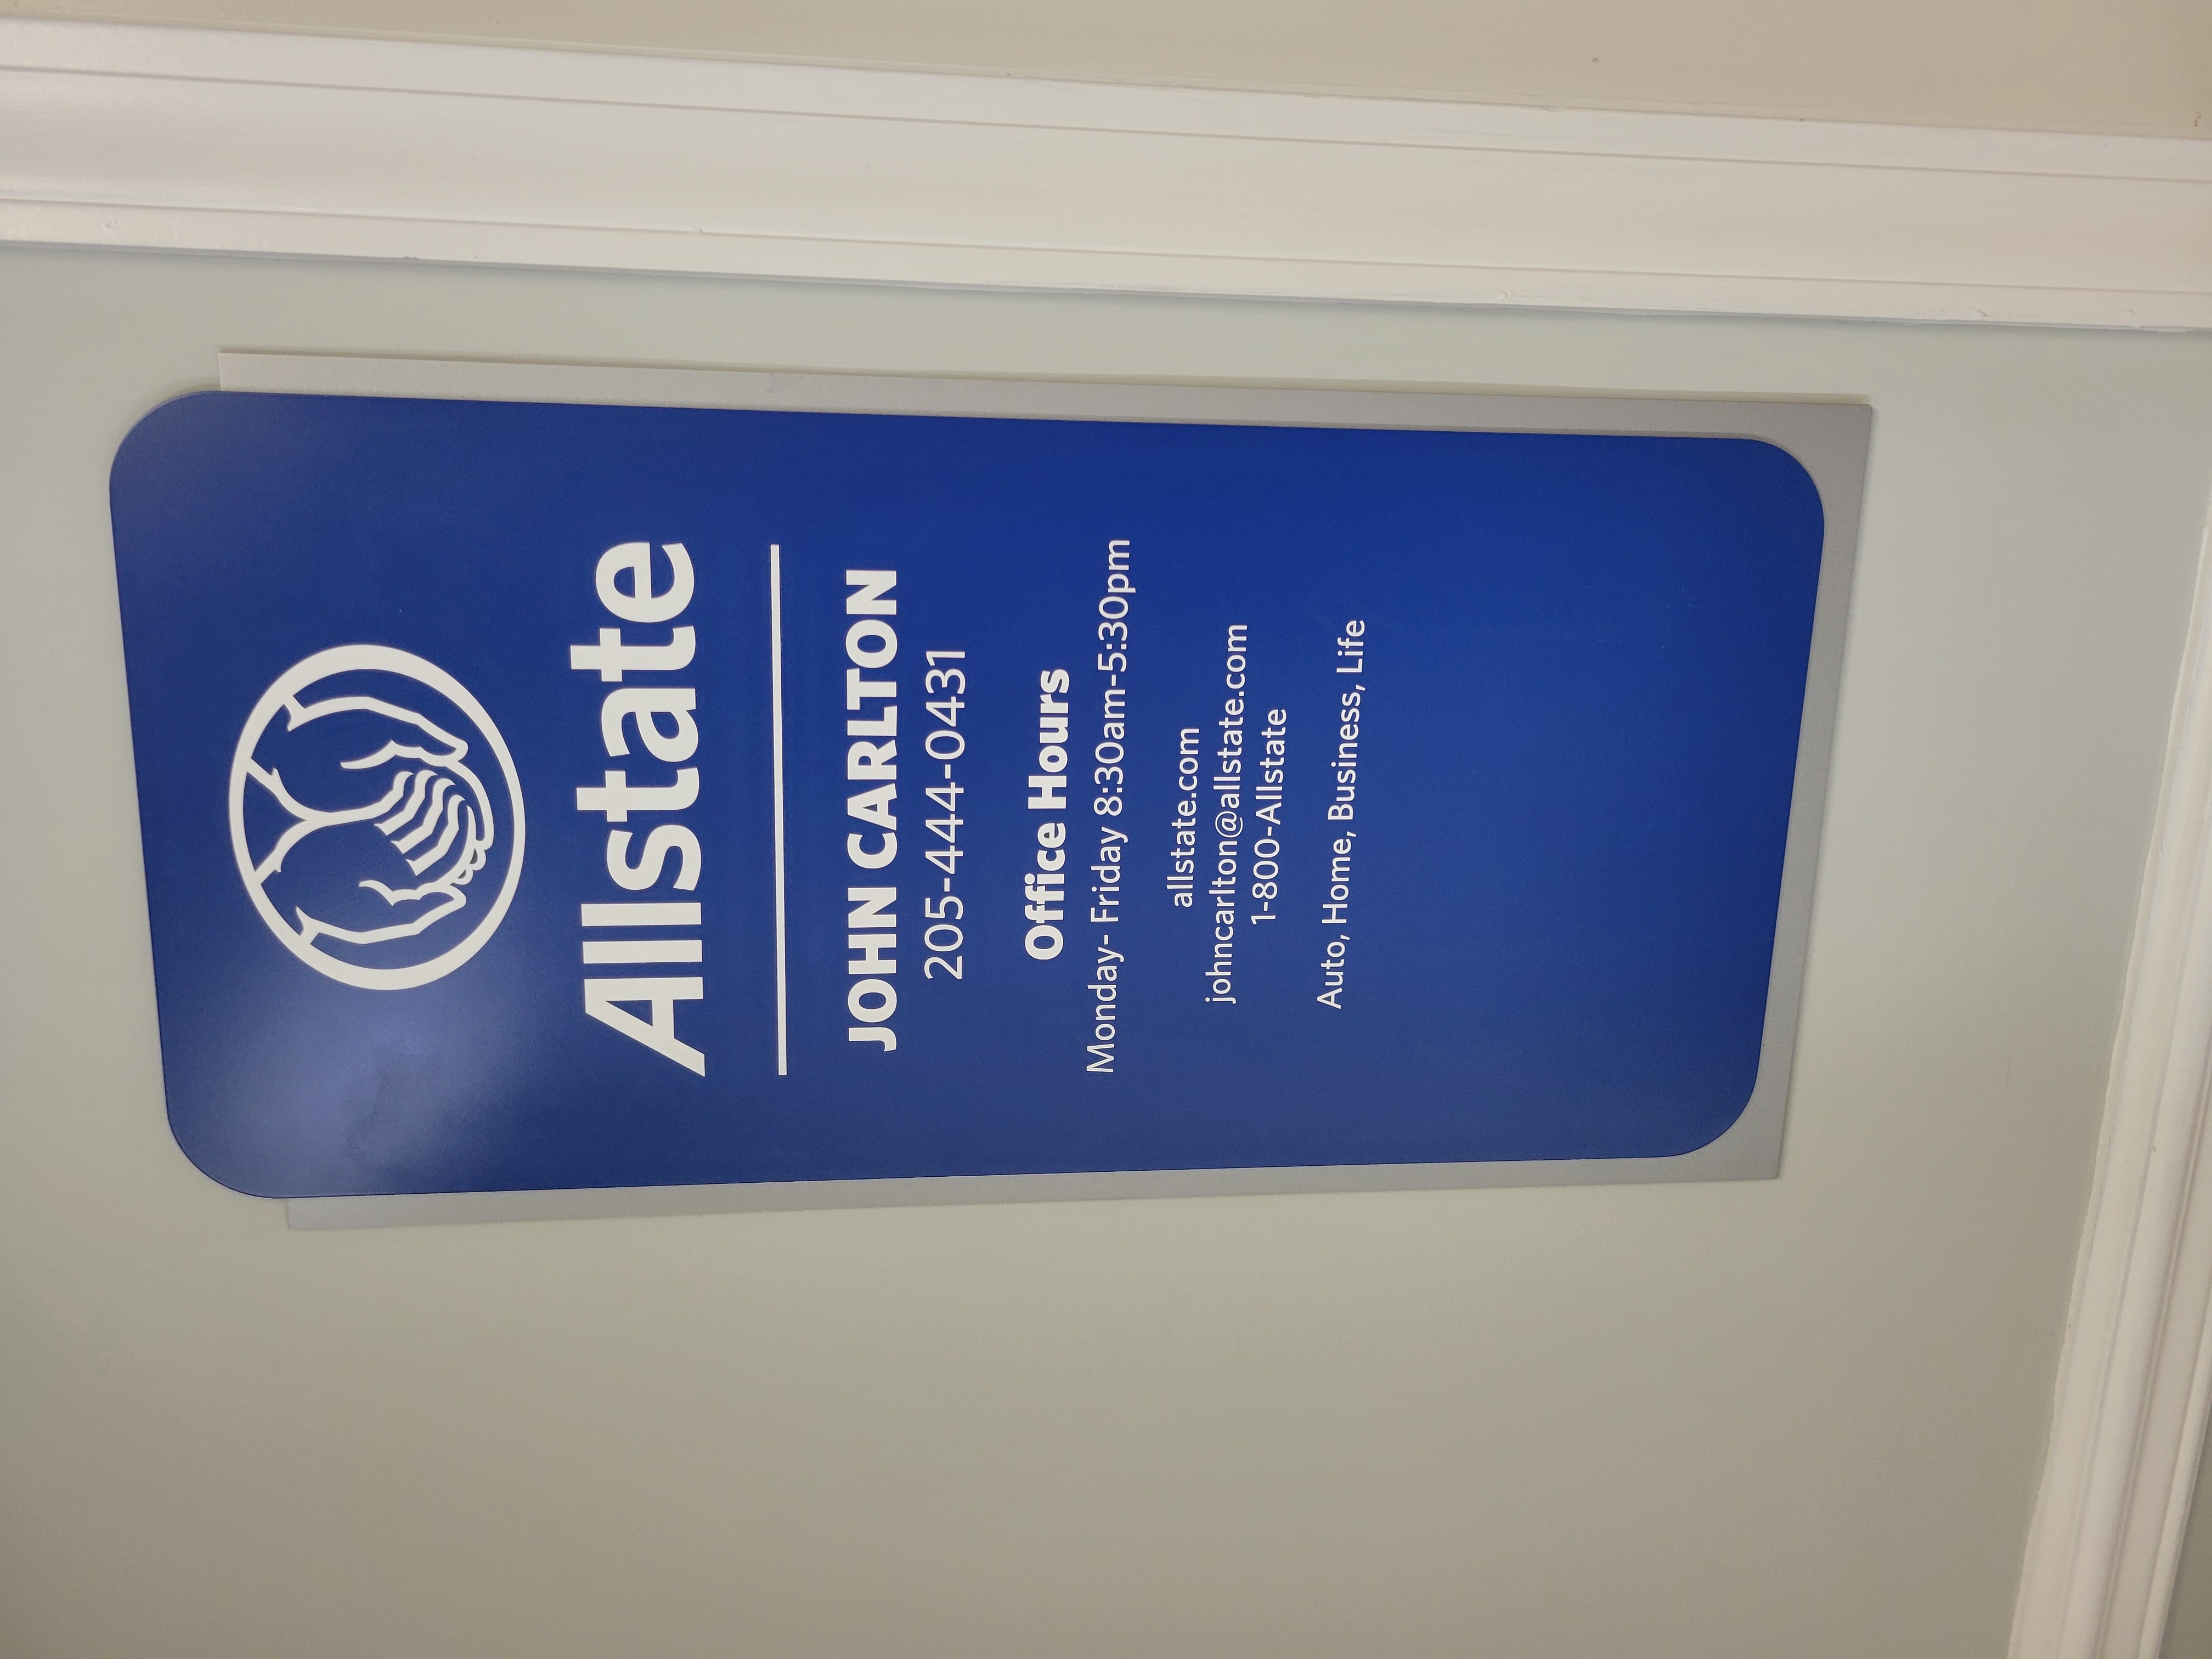 Allstate
JOHN CARLTON
205-444-0431
Office Hours
Monday- Friday 8:30am-5:30pm
allstate.com
johncarlton@allstate.com
1-800-Allstate
Auto, Home, Business, Life